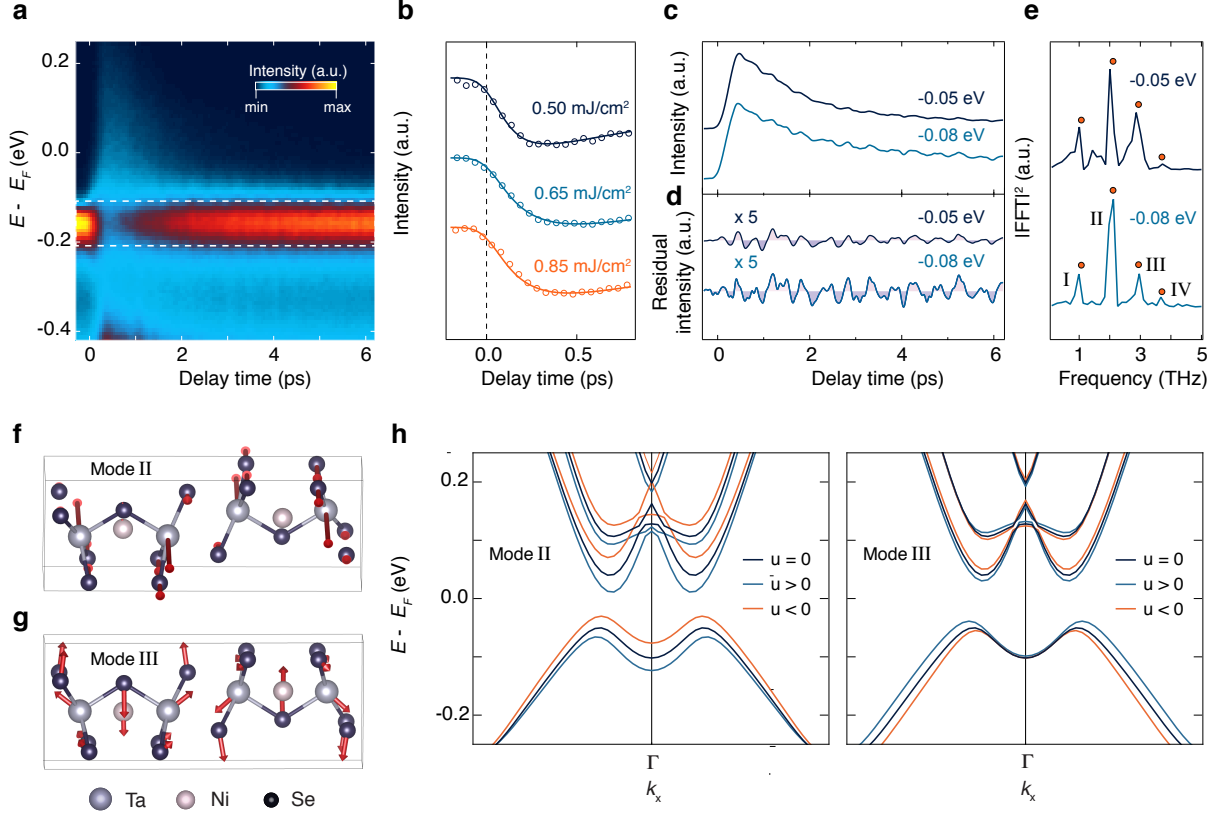 a
b
c
d
e
0.2
0.0
-0.2
-0.4
E - E_F (eV)
Intensity (a.u.)
min
max
0
2
4
6
Delay time (ps)
Intensity (a.u.)
0.50 mJ/cm²
0.65 mJ/cm²
0.85 mJ/cm²
0.0
0.5
Delay time (ps)
Intensity (a.u.)
-0.05 eV
-0.08 eV
Residual
intensity (a.u.)
x 5
-0.05 eV
x 5
-0.08 eV
0
2
4
6
Delay time (ps)
|FFT|² (a.u.)
-0.05 eV
-0.08 eV
I
II
III
IV
1
3
5
Frequency (THz)
f
Mode II
g
Mode III
Ta
Ni
Se
h
E - E_F (eV)
0.2
0.0
-0.2
Mode II
u = 0
u > 0
u < 0
Γ
k_x
Mode III
u = 0
u > 0
u < 0
Γ
k_x